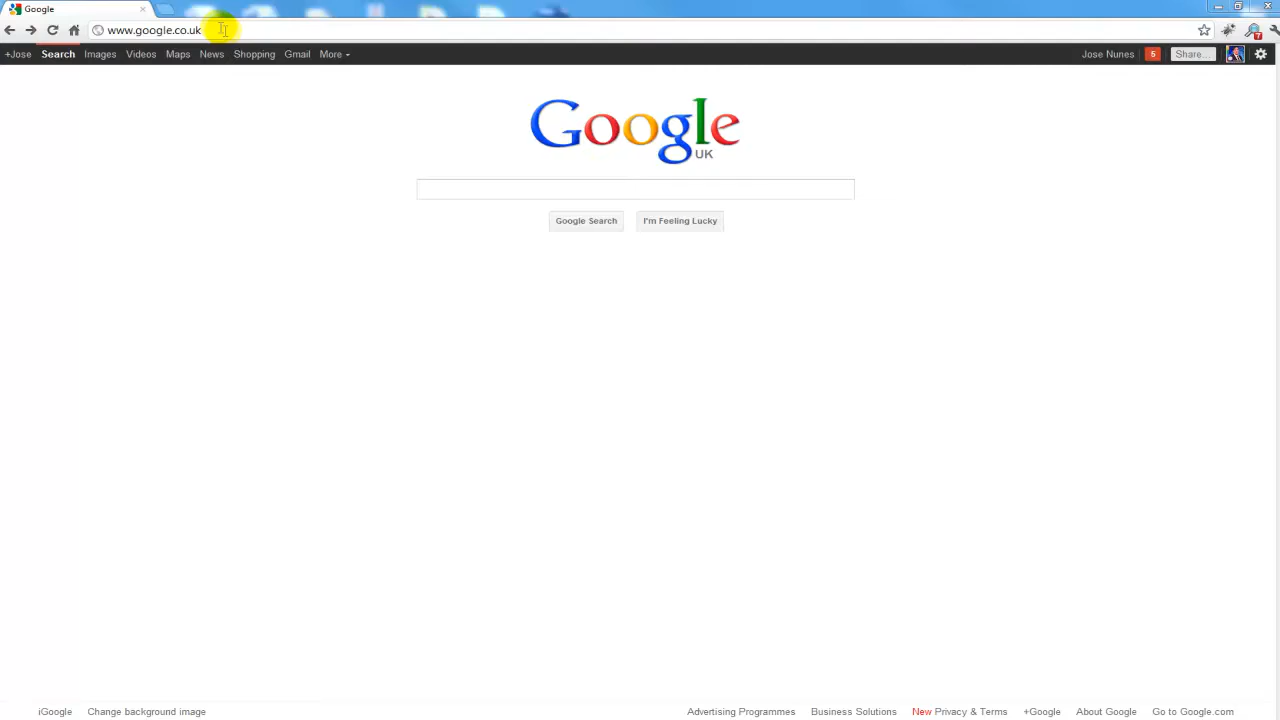 Google
www.google.co.uk
+Jose Search Images Videos Maps News Shopping Gmail More Jose Nunes 5 Share...
Google
UK
Google Search I'm Feeling Lucky
iGoogle Change background image Advertising Programmes Business Solutions New Privacy & Terms +Google About Google Go to Google.com